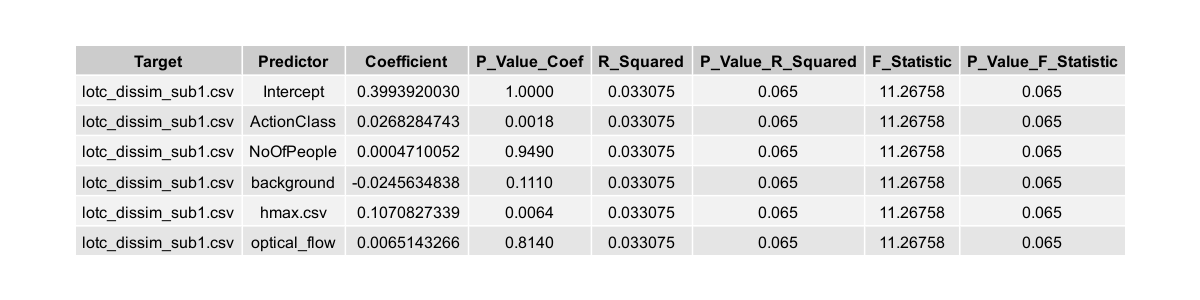 Target Predictor Coefficient P_Value_Coef R_Squared P_Value_R_Squared F_Statistic P_Value_F_Statistic
lotc_dissim_sub1.csv Intercept 0.3993920030 1.0000 0.033075 0.065 11.26758 0.065
lotc_dissim_sub1.csv ActionClass 0.0268284743 0.0018 0.033075 0.065 11.26758 0.065
lotc_dissim_sub1.csv NoOfPeople 0.0004710052 0.9490 0.033075 0.065 11.26758 0.065
lotc_dissim_sub1.csv background -0.0245634838 0.1110 0.033075 0.065 11.26758 0.065
lotc_dissim_sub1.csv hmax.csv 0.1070827339 0.0064 0.033075 0.065 11.26758 0.065
lotc_dissim_sub1.csv optical_flow 0.0065143266 0.8140 0.033075 0.065 11.26758 0.065